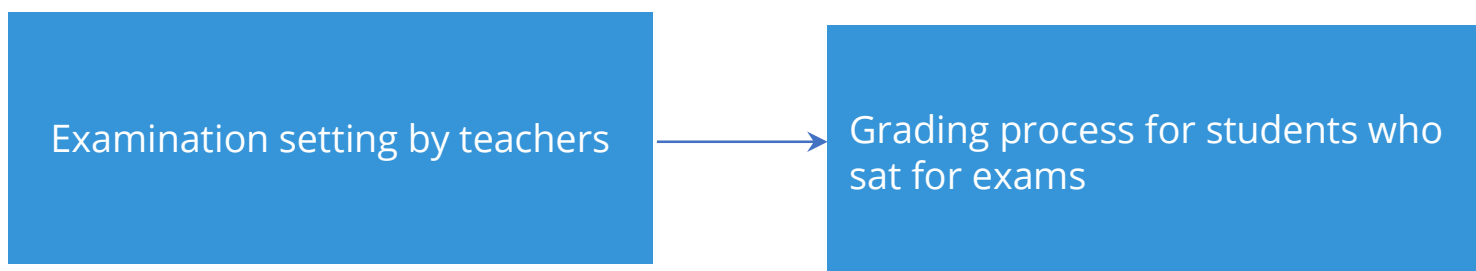 Examination setting by teachers
Grading process for students who
sat for exams